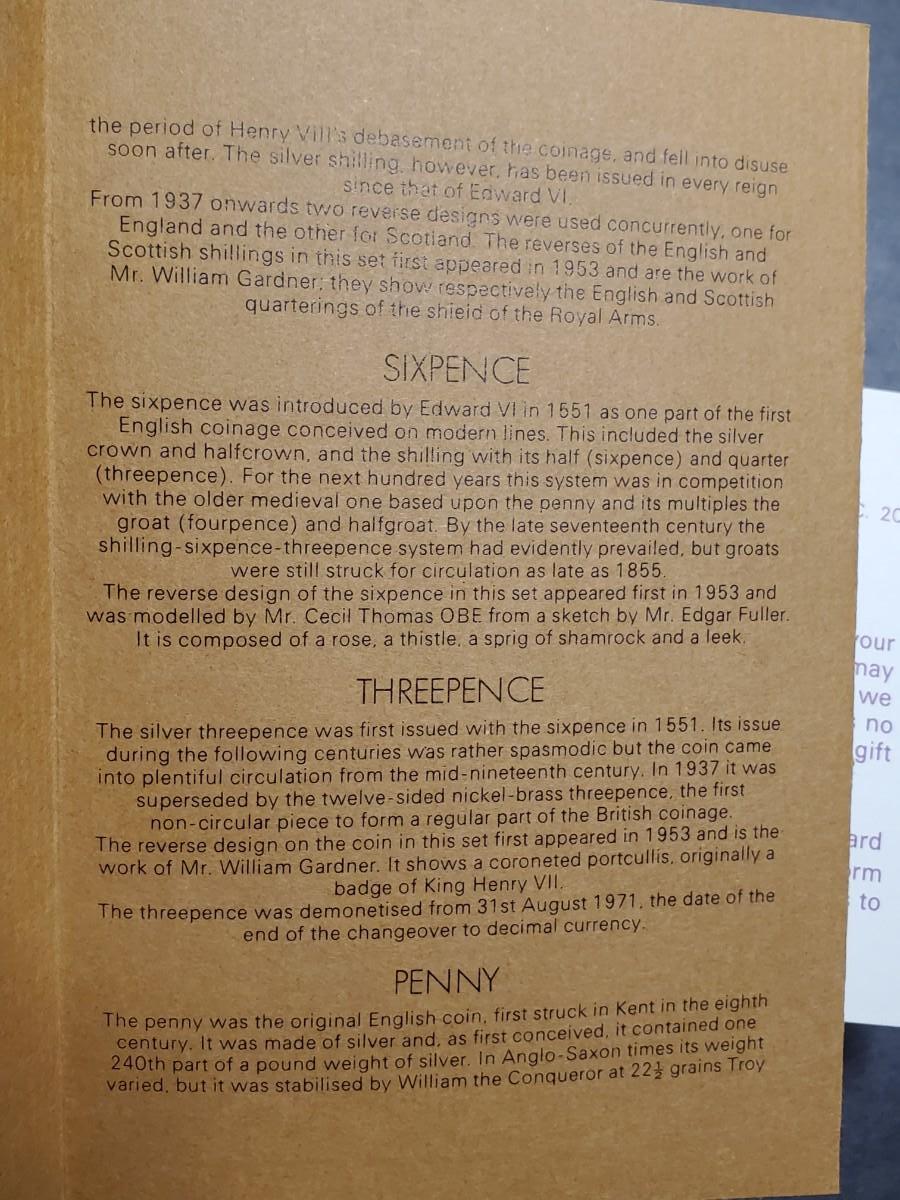 the period of Henry VIII's debasement of the coinage, and fell into disuse
soon after. The silver shilling, however, has been issued in every reign
since that of Edward VI.
From 1937 onwards two reverse designs were used concurrently, one for
England and the other for Scotland. The reverses of the English and
Scottish shillings in this set first appeared in 1953 and are the work of
Mr. William Gardner; they show respectively the English and Scottish
quarterings of the shield of the Royal Arms.
SIXPENCE
The sixpence was introduced by Edward VI in 1551 as one part of the first
English coinage conceived on modern lines. This included the silver
crown and halfcrown, and the shilling with its half (sixpence) and quarter
(threepence). For the next hundred years this system was in competition
with the older medieval one based upon the penny and its multiples the
groat (fourpence) and halfgroat. By the late seventeenth century the
shilling-sixpence-threepence system had evidently prevailed, but groats
were still struck for circulation as late as 1855.
The reverse design of the sixpence in this set appeared first in 1953 and
was modelled by Mr. Cecil Thomas OBE from a sketch by Mr. Edgar Fuller.
It is composed of a rose, a thistle, a sprig of shamrock and a leek.
THREEPENCE
The silver threepence was first issued with the sixpence in 1551. Its issue
during the following centuries was rather spasmodic but the coin came
into plentiful circulation from the mid-nineteenth century. In 1937 it was
superseded by the twelve-sided nickel-brass threepence, the first
non-circular piece to form a regular part of the British coinage.
The reverse design on the coin in this set first appeared in 1953 and is the
work of Mr. William Gardner. It shows a coroneted portcullis, originally a
badge of King Henry VII.
The threepence was demonetised from 31st August 1971, the date of the
end of the changeover to decimal currency.
PENNY
The penny was the original English coin, first struck in Kent in the eighth
century. It was made of silver and, as first conceived, it contained one
240th part of a pound weight of silver. In Anglo-Saxon times its weight
varied, but it was stabilised by William the Conqueror at 22½ grains Troy
may
we
no
gift
to